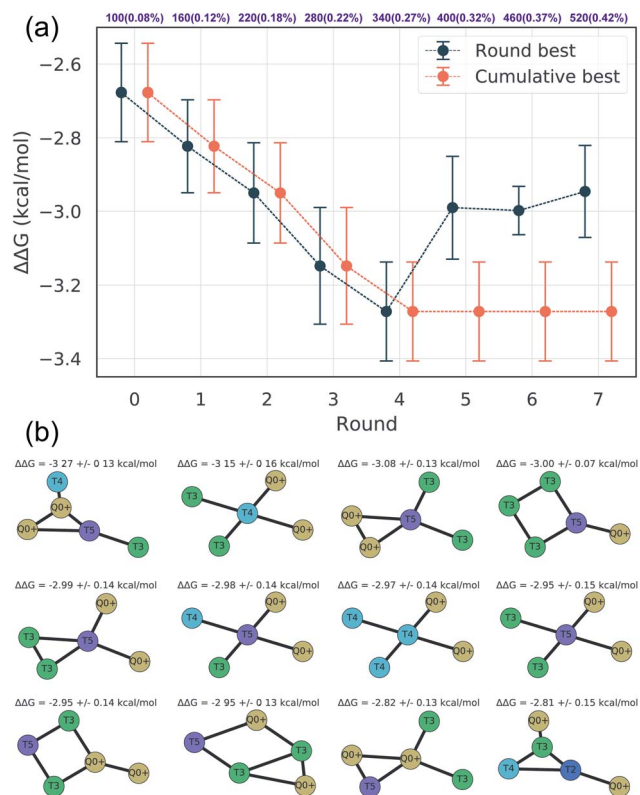 100(0.08%) 160(0.12%) 220(0.18%) 280(0.22%) 340(0.27%) 400(0.32%) 460(0.37%) 520(0.42%)
(a)
Round best
Cumulative best
ΔΔG (kcal/mol)
−2.6
−2.8
−3.0
−3.2
−3.4
0 1 2 3 4 5 6 7
Round
(b)
ΔΔG = -3 27 +/- 0 13 kcal/mol ΔΔG = -3 15 +/- 0 16 kcal/mol ΔΔG = -3.08 +/- 0.13 kcal/mol ΔΔG = -3.00 +/- 0.07 kcal/mol
T4 Q0+ Q0+ T5 T3
T3 Q0+ T4 T3 Q0+
T3 Q0+ T5 Q0+ T3
T3 T3 T5 T3 Q0+
ΔΔG = -2.99 +/- 0.14 kcal/mol ΔΔG = -2.98 +/- 0.14 kcal/mol ΔΔG = -2.97 +/- 0.14 kcal/mol ΔΔG = -2.95 +/- 0.15 kcal/mol
Q0+ T3 T5 T3 Q0+
T4 Q0+ T5 T3 Q0+
T4 Q0+ T4 T4 Q0+
T3 Q0+ T5 T3 Q0+
ΔΔG = -2.95 +/- 0.14 kcal/mol ΔΔG = -2 95 +/- 0 13 kcal/mol ΔΔG = -2.82 +/- 0.13 kcal/mol ΔΔG = -2.81 +/- 0.15 kcal/mol
T3 T5 Q0+ T3 Q0+
Q0+ T5 T3 T3 Q0+
T3 Q0+ Q0+ T5 T3
Q0+ T3 T4 T2 Q0+